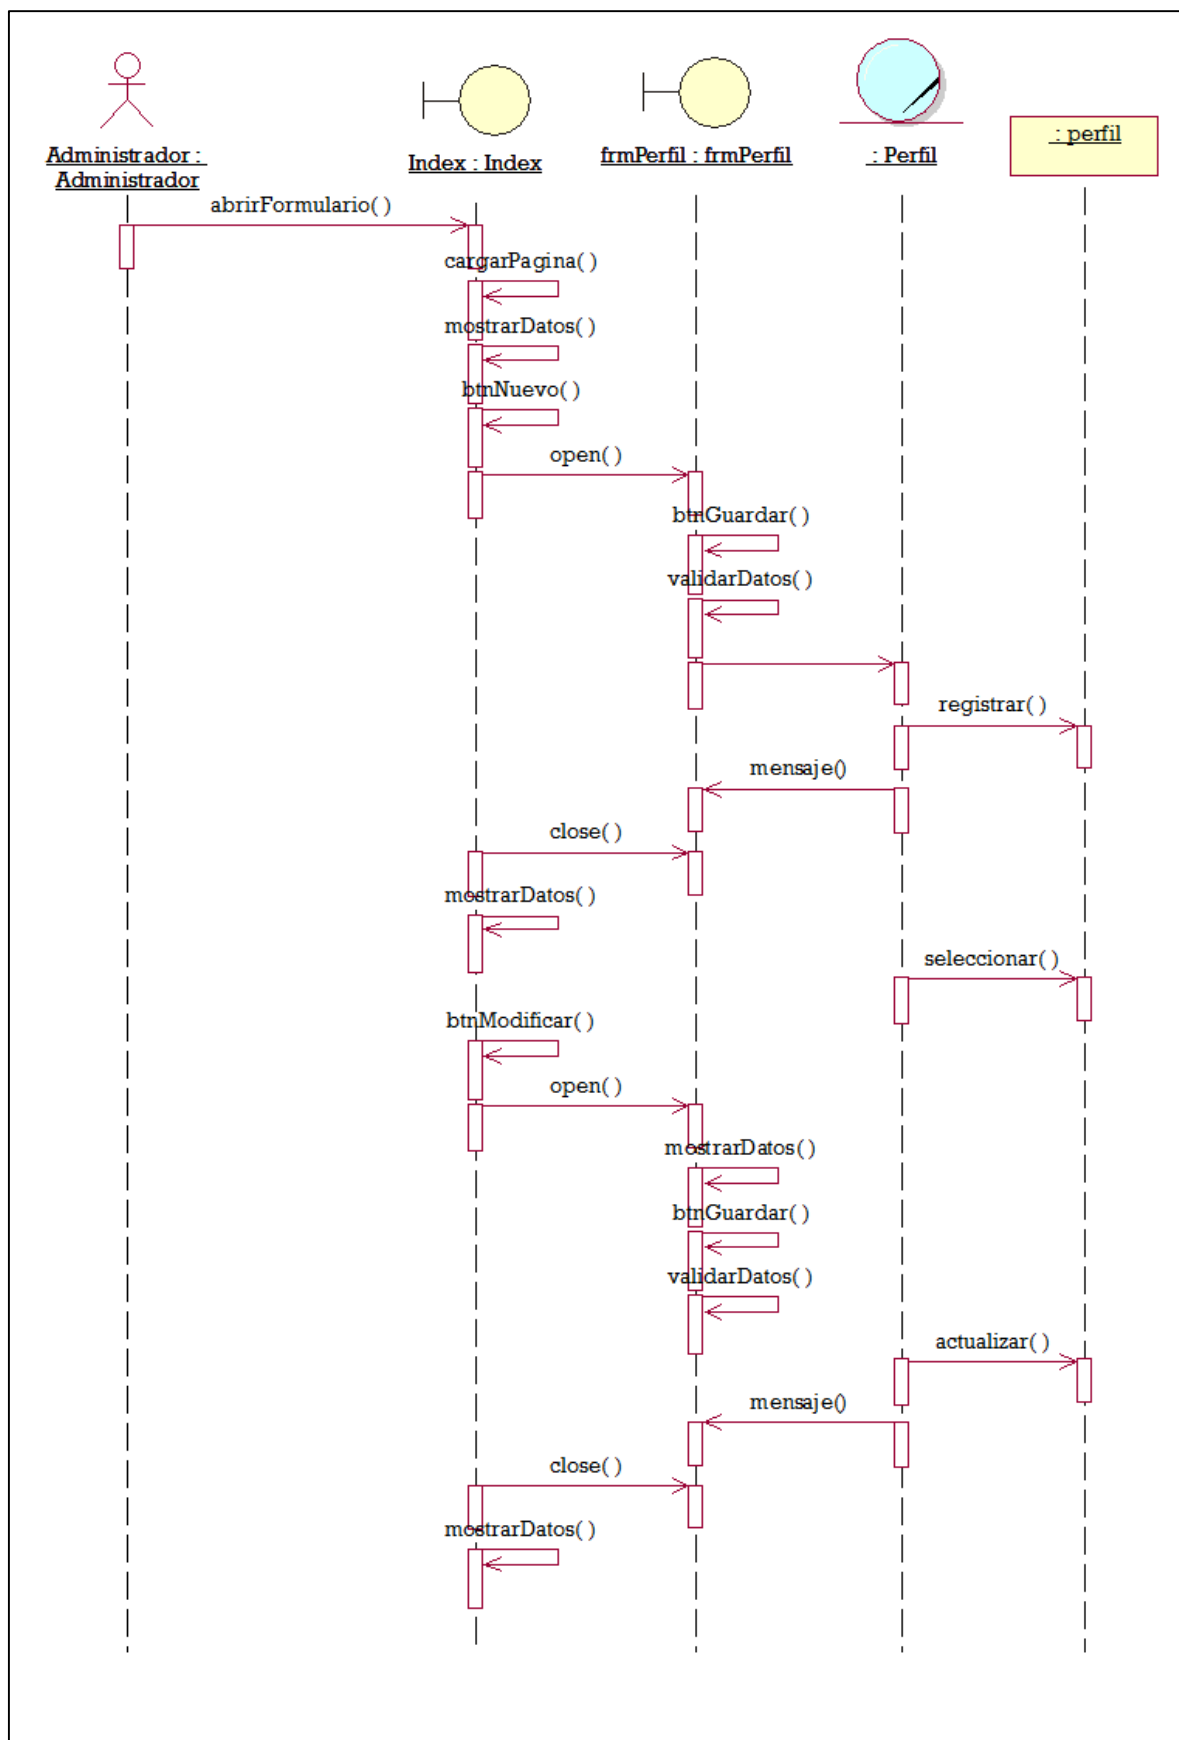 Administrador :
Administrador
Index : Index
frmPerfil : frmPerfil
: Perfil
: perfil
abrirFormulario( )
cargarPagina( )
mostrarDatos( )
btnNuevo( )
open( )
btnGuardar( )
validarDatos( )
registrar( )
mensaje()
close( )
mostrarDatos( )
seleccionar( )
btnModificar( )
open( )
mostrarDatos( )
btnGuardar( )
validarDatos( )
actualizar( )
mensaje()
close( )
mostrarDatos( )